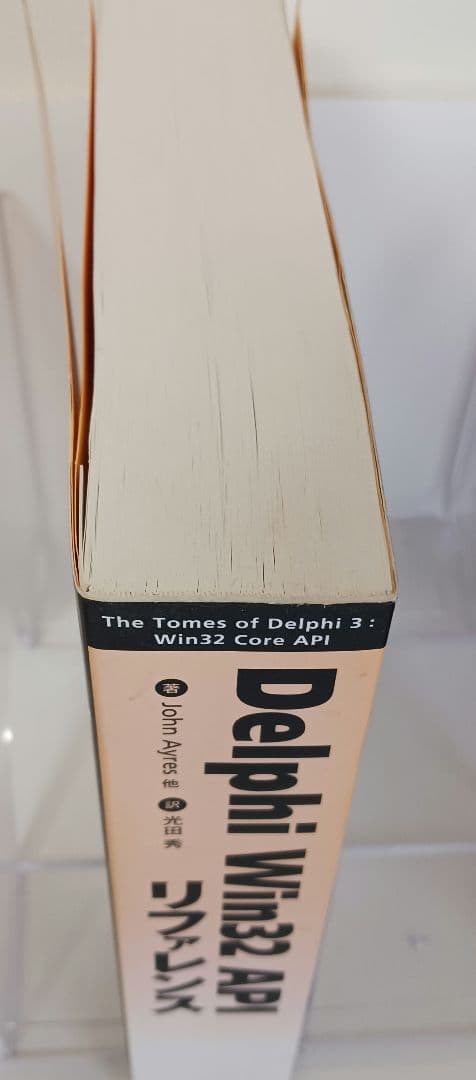 The Tomes of Delphi 3 :
Win32 Core API
Delphi Win32 API
リファレンス
著 John Ayres 他 訳 光田 秀